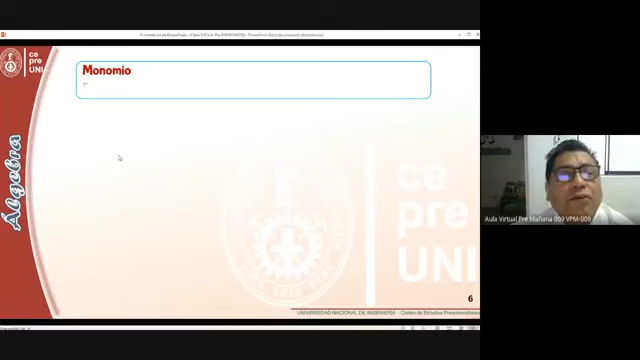 ce
pre
UNI
Monomio
Álgebra
ce
pre
UNI
6
UNIVERSIDAD NACIONAL DE INGENIERÍA - Centro de Estudios Preuniversitarios
Aula Virtual Pre Mañana 009 VPM-009